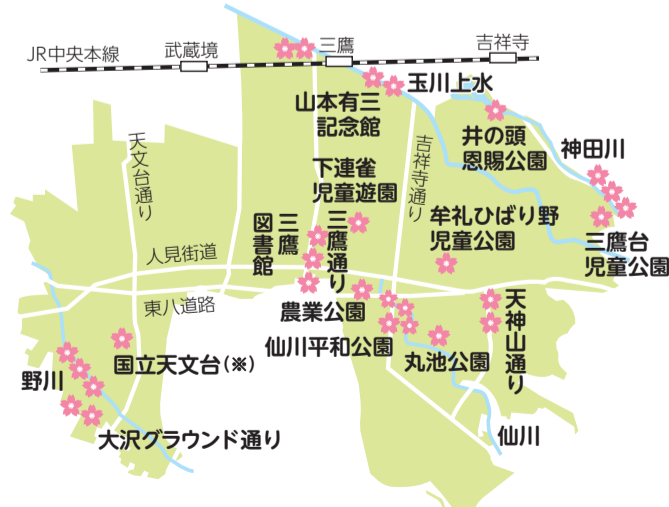 JR中央本線
武蔵境
三鷹
吉祥寺
玉川上水
山本有三
記念館
井の頭
恩賜公園
神田川
天文台通り
吉祥寺通り
下連雀
児童遊園
三鷹
図書館
三鷹通り
牟礼ひばり野
児童公園
三鷹台
児童公園
人見街道
東八道路
農業公園
天神山通り
仙川平和公園
丸池公園
国立天文台(※)
野川
大沢グラウンド通り
仙川